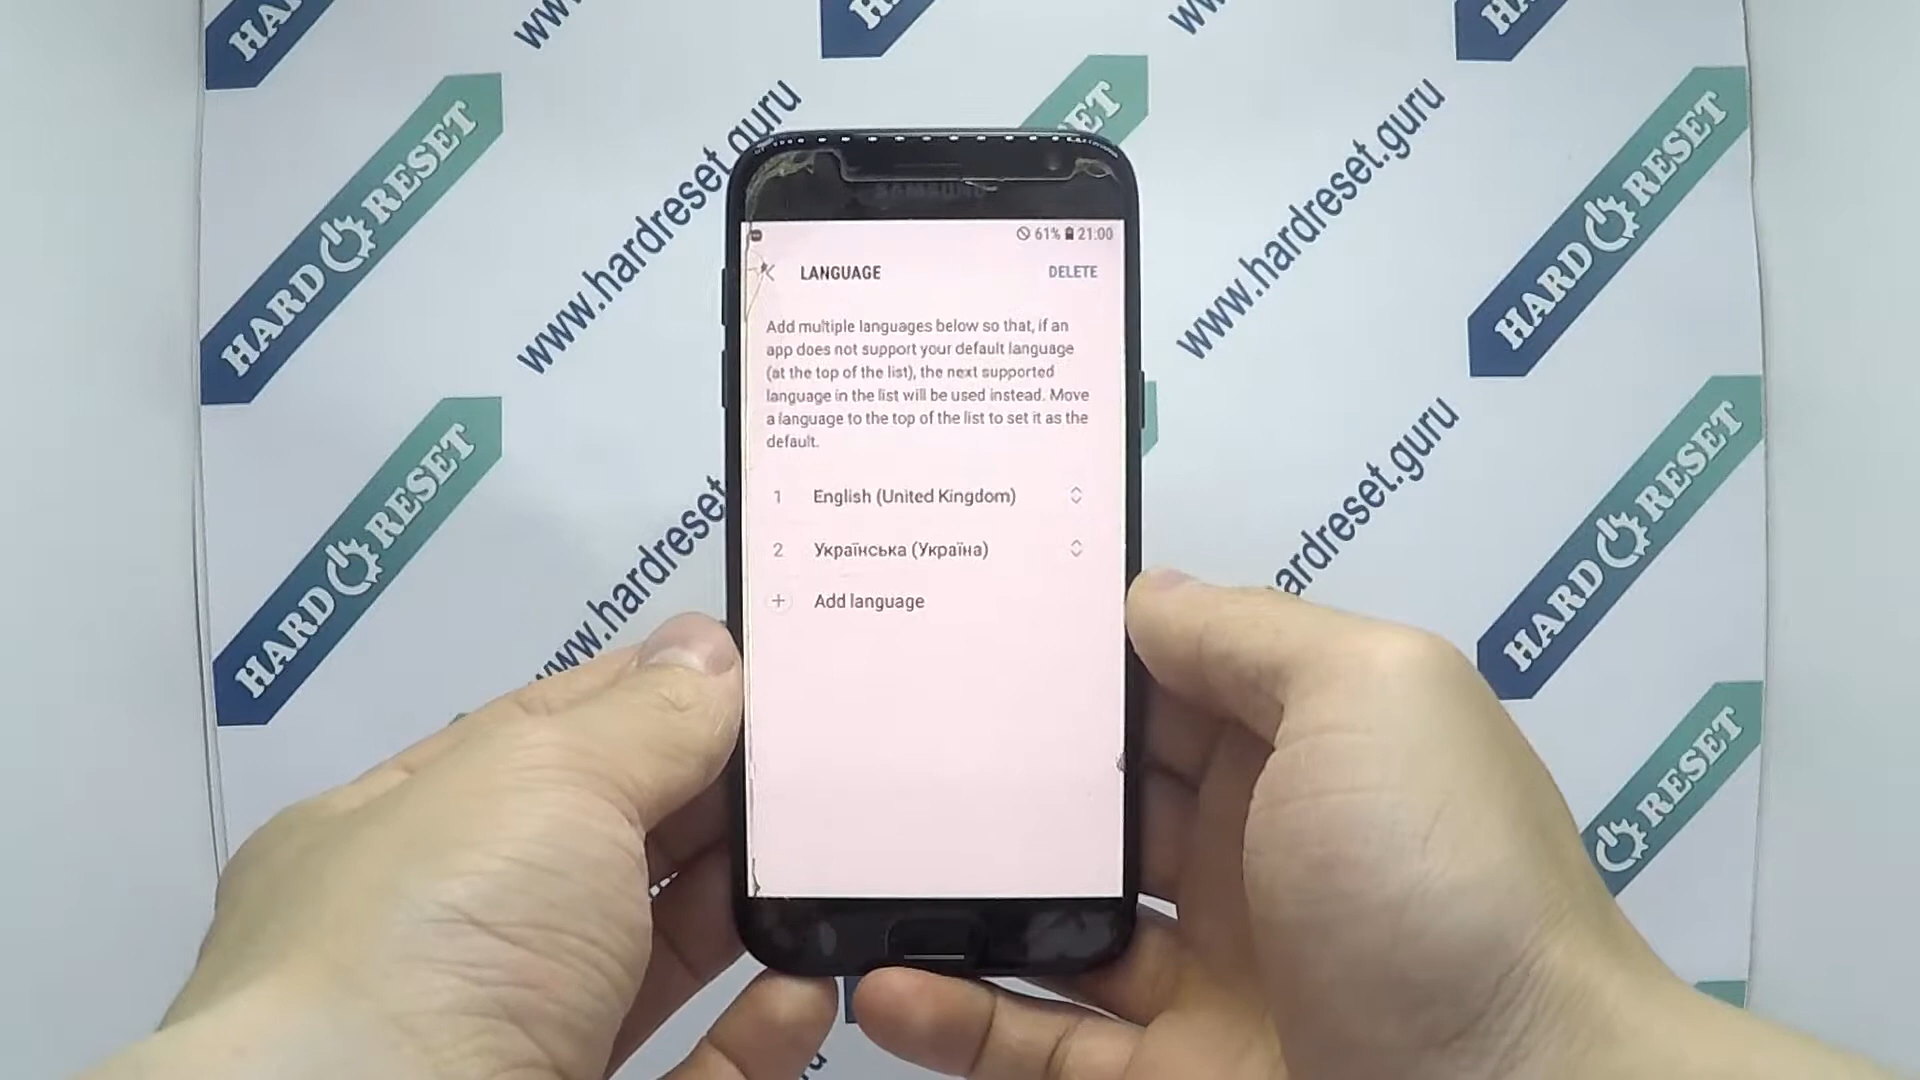 HARD RESET
www.hardreset.guru
HARD RESET
www.hardreset.guru
HARD RESET
www.hardreset.guru
HARD RESET
HARD RESET
HARD RESET
RESET
SAMSUNG
61% 21:00
LANGUAGE
DELETE
Add multiple languages below so that, if an
app does not support your default language
(at the top of the list), the next supported
language in the list will be used instead. Move
a language to the top of the list to set it as the
default.
1 English (United Kingdom)
2 Українська (Україна)
+ Add language